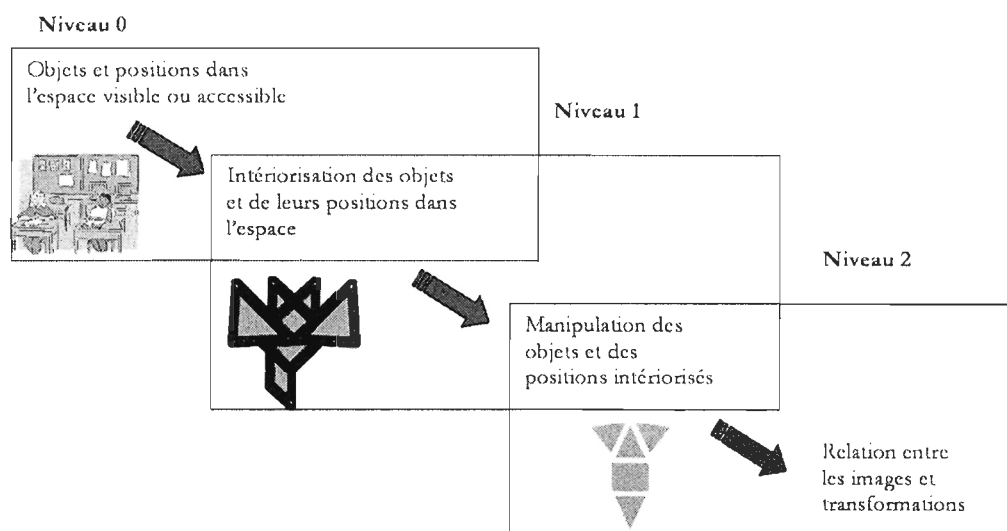 Niveau 0
Objets et positions dans
l'espace visible ou accessible
Niveau 1
Intériorisation des objets
et de leurs positions dans
l'espace
Niveau 2
Manipulation des
objets et des
positions intériorisés
Relation entre
les images et
transformations